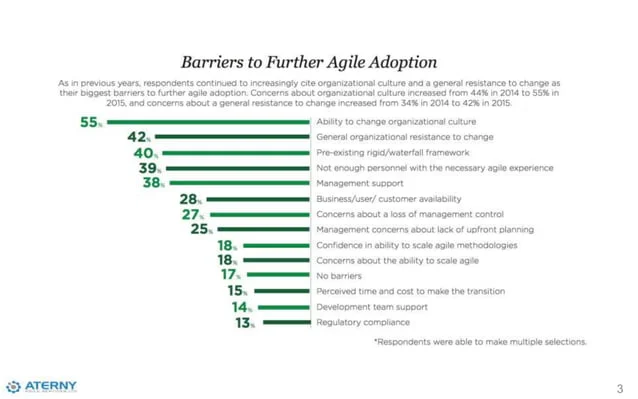 Barriers to Further Agile Adoption
As in previous years, respondents continued to increasingly cite organizational culture and a general resistance to change as
their biggest barriers to further agile adoption. Concerns about organizational culture increased from 44% in 2014 to 55% in
2015, and concerns about a general resistance to change increased from 34% in 2014 to 42% in 2015.
55% Ability to change organizational culture
42% General organizational resistance to change
40% Pre-existing rigid/waterfall framework
39% Not enough personnel with the necessary agile experience
38% Management support
28% Business/user/ customer availability
27% Concerns about a loss of management control
25% Management concerns about lack of upfront planning
18% Confidence in ability to scale agile methodologies
18% Concerns about the ability to scale agile
17% No barriers
15% Perceived time and cost to make the transition
14% Development team support
13% Regulatory compliance
*Respondents were able to make multiple selections.
ATERNY
3